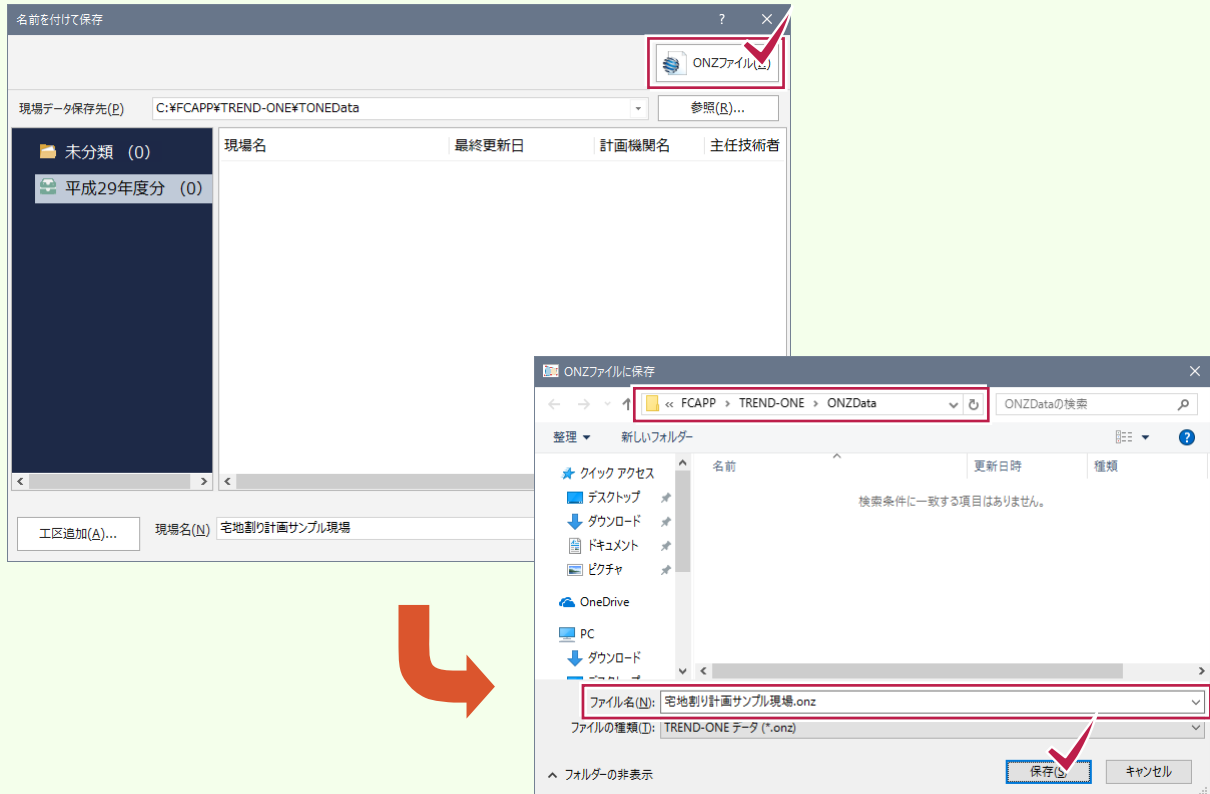 名前を付けて保存
?
ONZファイル(Z)
現場データ保存先(P)
C:¥FCAPP¥TREND-ONE¥TONEData
参照(R)...
未分類 (0)
平成29年度分 (0)
現場名
最終更新日
計画機関名
主任技術者
工区追加(A)...
現場名(N)
宅地割り計画サンプル現場
ONZファイルに保存
« FCAPP > TREND-ONE > ONZData
ONZDataの検索
整理
新しいフォルダー
?
クイック アクセス
デスクトップ
ダウンロード
ドキュメント
ピクチャ
OneDrive
PC
ダウンロード
デスクトップ
名前
更新日時
種類
検索条件に一致する項目はありません。
ファイル名(N):
宅地割り計画サンプル現場.onz
ファイルの種類(T):
TREND-ONE データ (*.onz)
フォルダーの非表示
保存(S)
キャンセル